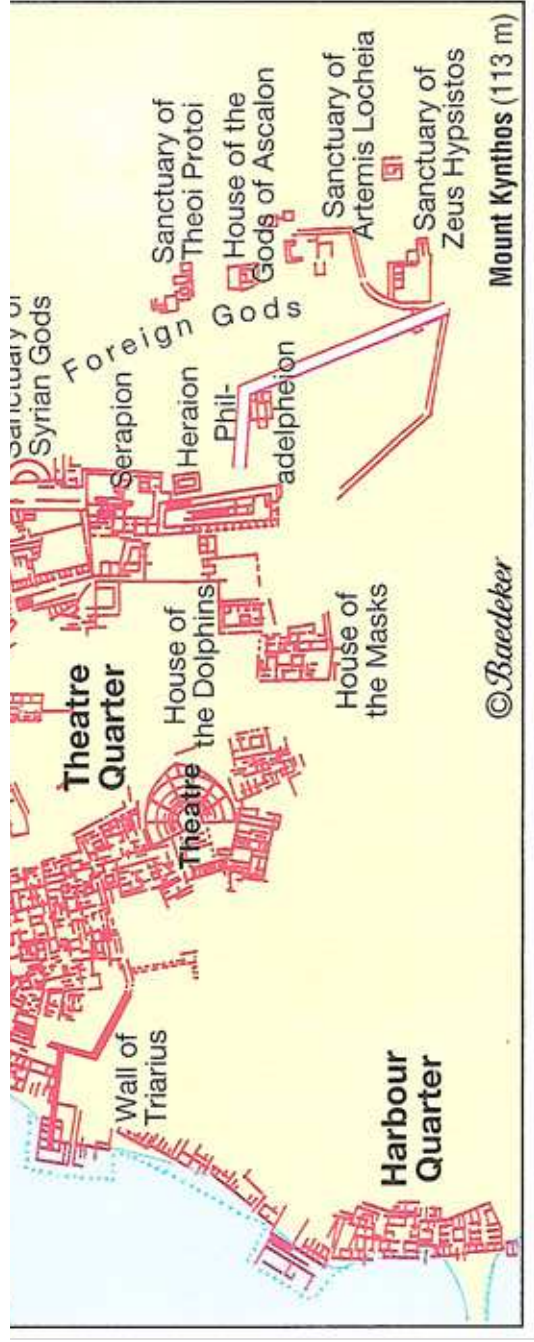 Syrian Gods
Foreign Gods
Sanctuary of
Theoi Protoi
House of the
Gods of Ascalon
Sanctuary of
Artemis Locheia
Sanctuary of
Zeus Hypsistos
Mount Kynthos (113 m)
Serapion
Heraion
Phil-
adelpheion
Theatre
Quarter
House of
the Dolphins
Theatre
House of
the Masks
©Baedeker
Wall of
Triarius
Harbour
Quarter